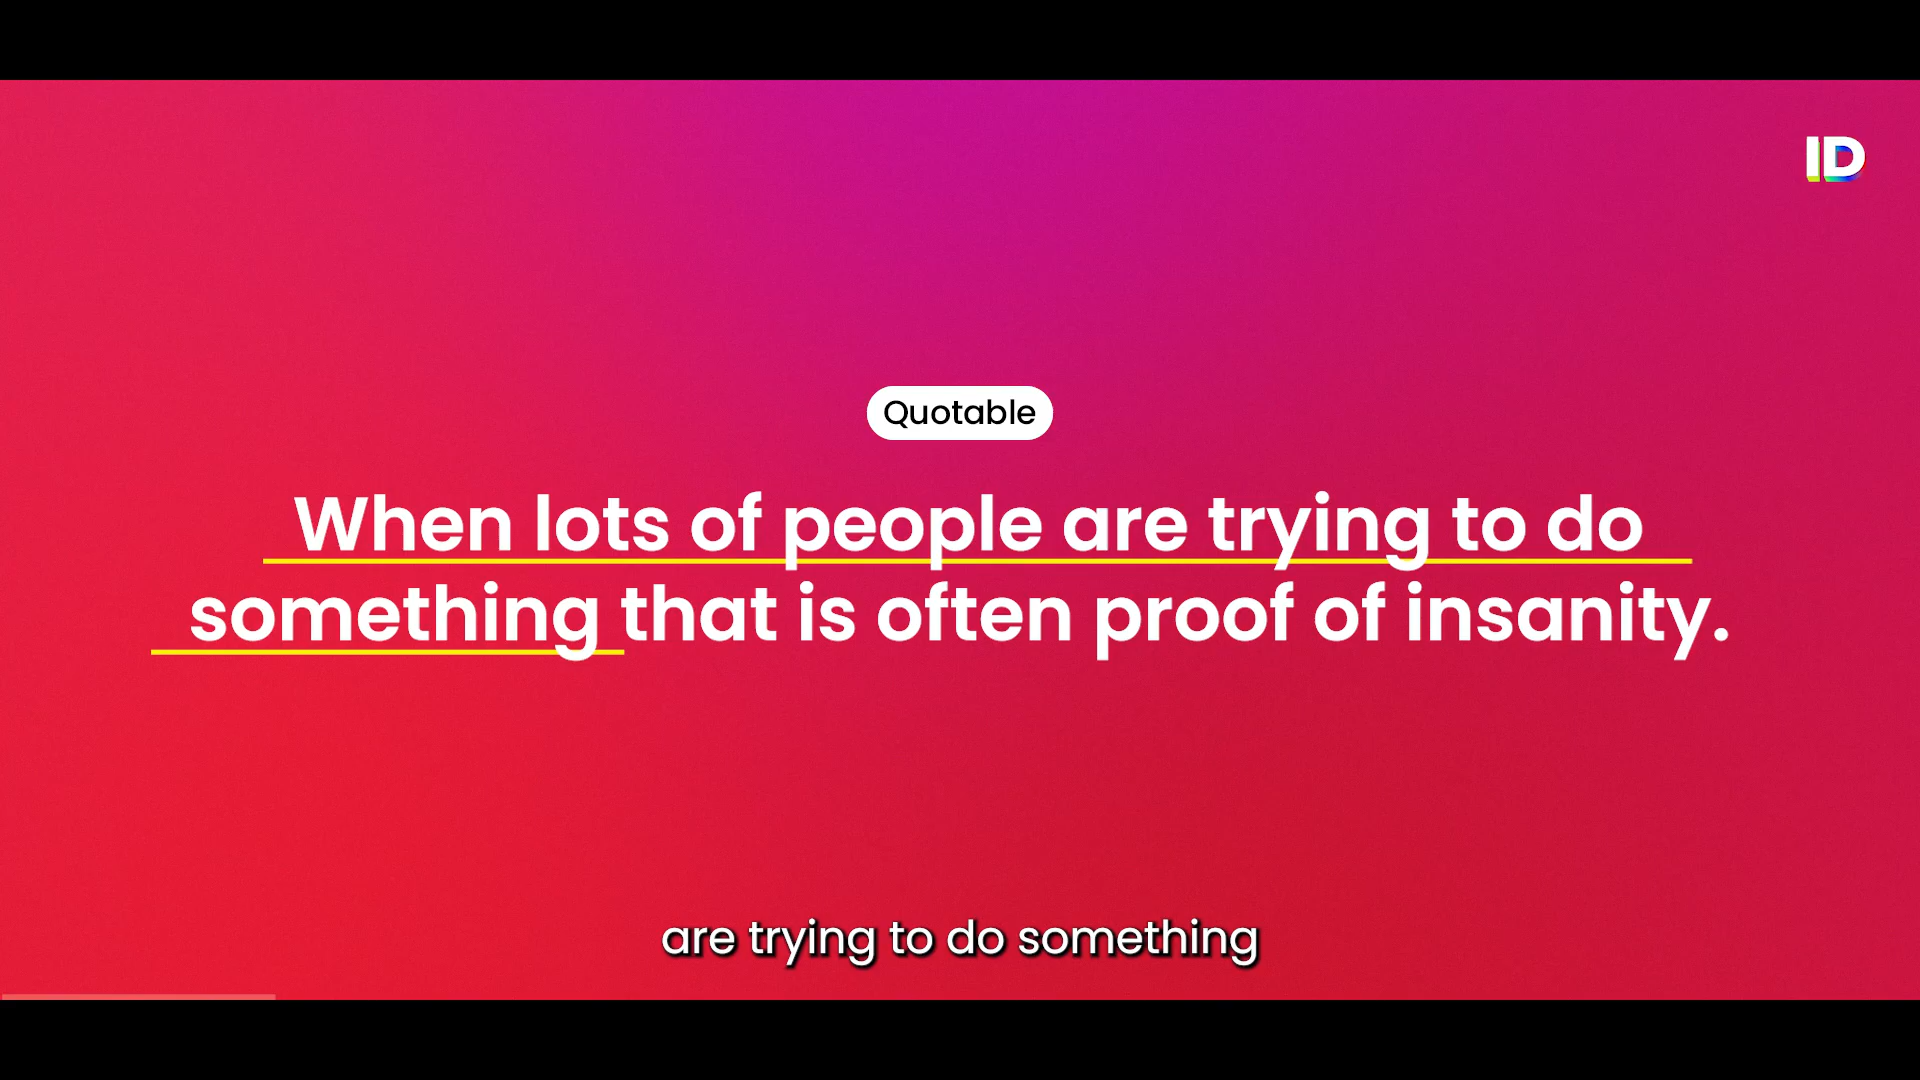 ID
Quotable
When lots of people are trying to do
something that is often proof of insanity.
are trying to do something